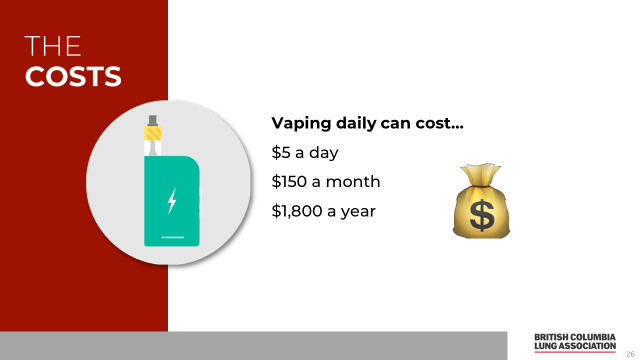 THE
COSTS
Vaping daily can cost...
$5 a day
$150 a month
$1,800 a year
$
BRITISH COLUMBIA
LUNG ASSOCIATION
26